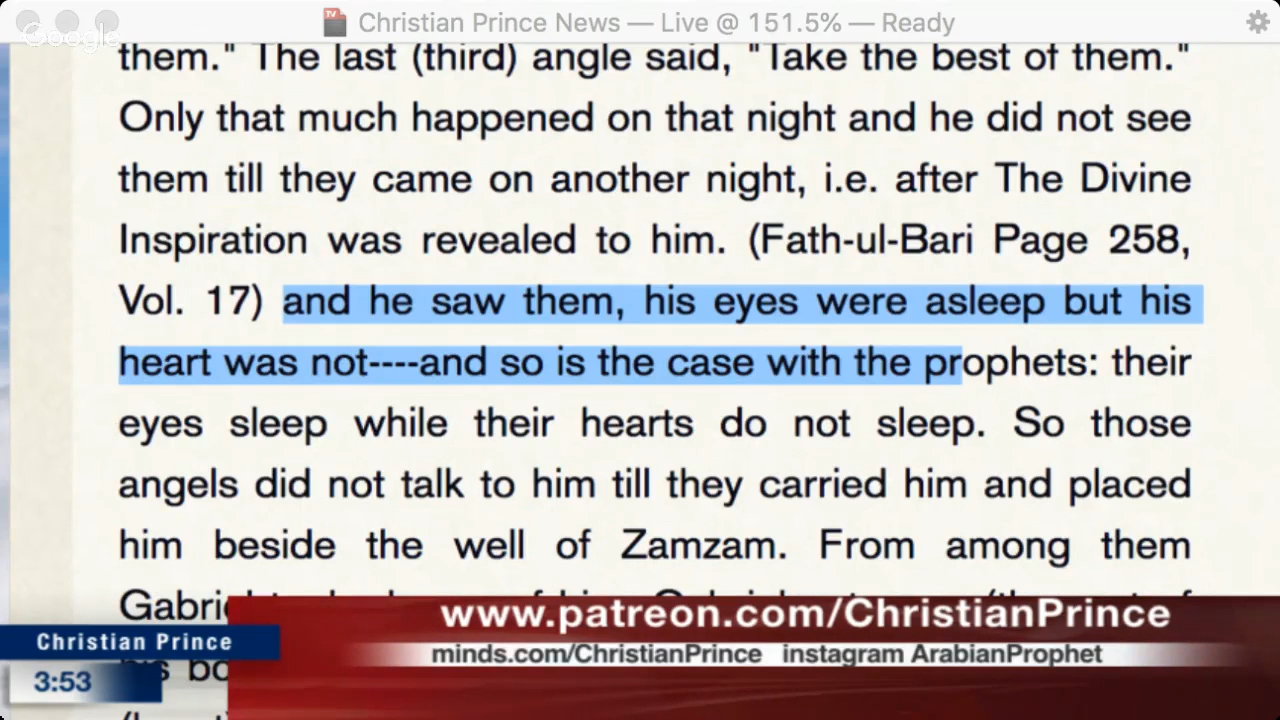 Christian Prince News — Live @ 151.5% — Ready
Google
them." The last (third) angle said, "Take the best of them."
Only that much happened on that night and he did not see
them till they came on another night, i.e. after The Divine
Inspiration was revealed to him. (Fath-ul-Bari Page 258,
Vol. 17) and he saw them, his eyes were asleep but his
heart was not----and so is the case with the prophets: their
eyes sleep while their hearts do not sleep. So those
angels did not talk to him till they carried him and placed
him beside the well of Zamzam. From among them
www.patreon.com/ChristianPrince
Christian Prince
minds.com/ChristianPrince instagram ArabianProphet
3:53